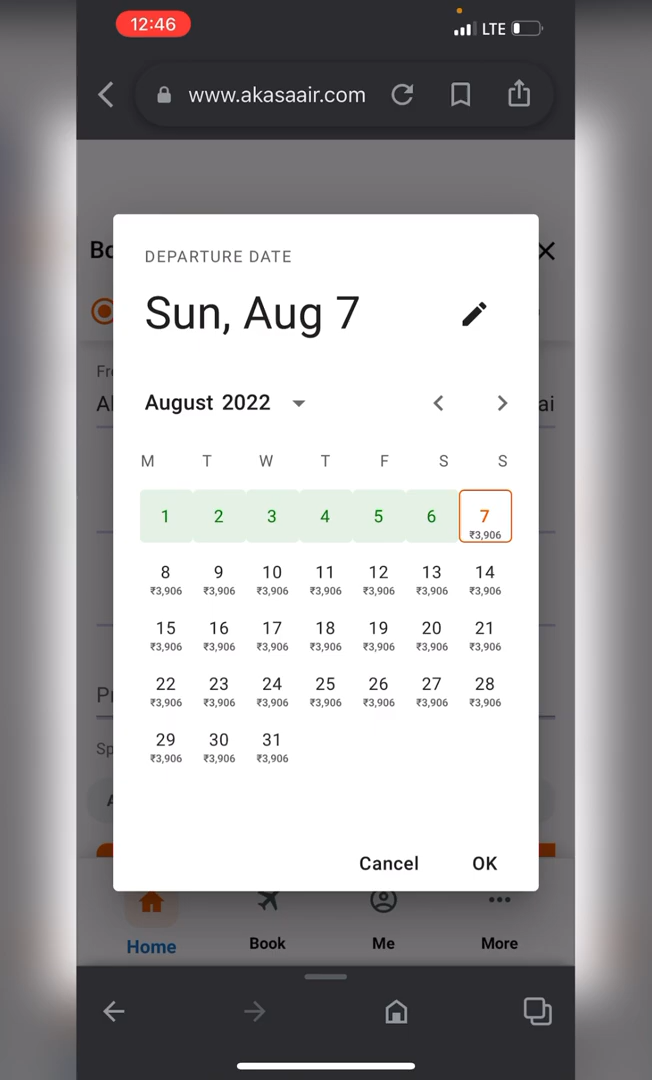 12:46
LTE
www.akasaair.com
Bo
DEPARTURE DATE
Sun, Aug 7
Fr
A
ai
August 2022
M T W T F S S
1 2 3 4 5 6 7
₹3,906
8 9 10 11 12 13 14
₹3,906 ₹3,906 ₹3,906 ₹3,906 ₹3,906 ₹3,906 ₹3,906
15 16 17 18 19 20 21
₹3,906 ₹3,906 ₹3,906 ₹3,906 ₹3,906 ₹3,906 ₹3,906
22 23 24 25 26 27 28
₹3,906 ₹3,906 ₹3,906 ₹3,906 ₹3,906 ₹3,906 ₹3,906
P
29 30 31
₹3,906 ₹3,906 ₹3,906
Sp
Cancel OK
Home Book Me More